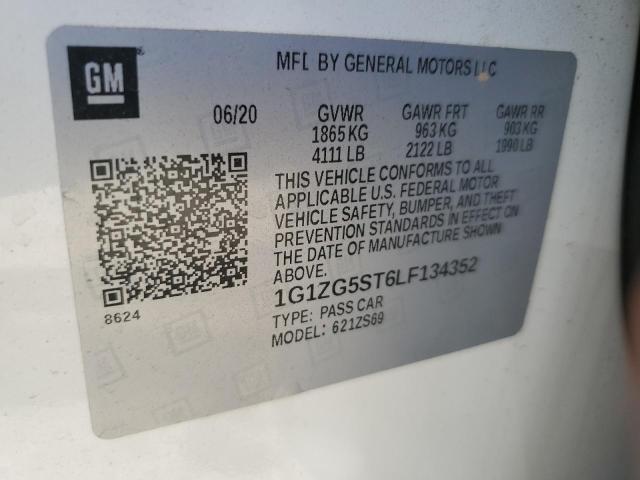 GM
MFD BY GENERAL MOTORS LLC
06/20 GVWR GAWR FRT GAWR RR
1865 KG 963 KG 903 KG
4111 LB 2122 LB 1990 LB
THIS VEHICLE CONFORMS TO ALL
APPLICABLE U.S. FEDERAL MOTOR
VEHICLE SAFETY, BUMPER, AND THEFT
PREVENTION STANDARDS IN EFFECT ON
THE DATE OF MANUFACTURE SHOWN
ABOVE.
1G1ZG5ST6LF134352
TYPE: PASS CAR
MODEL: 621ZS69
8624